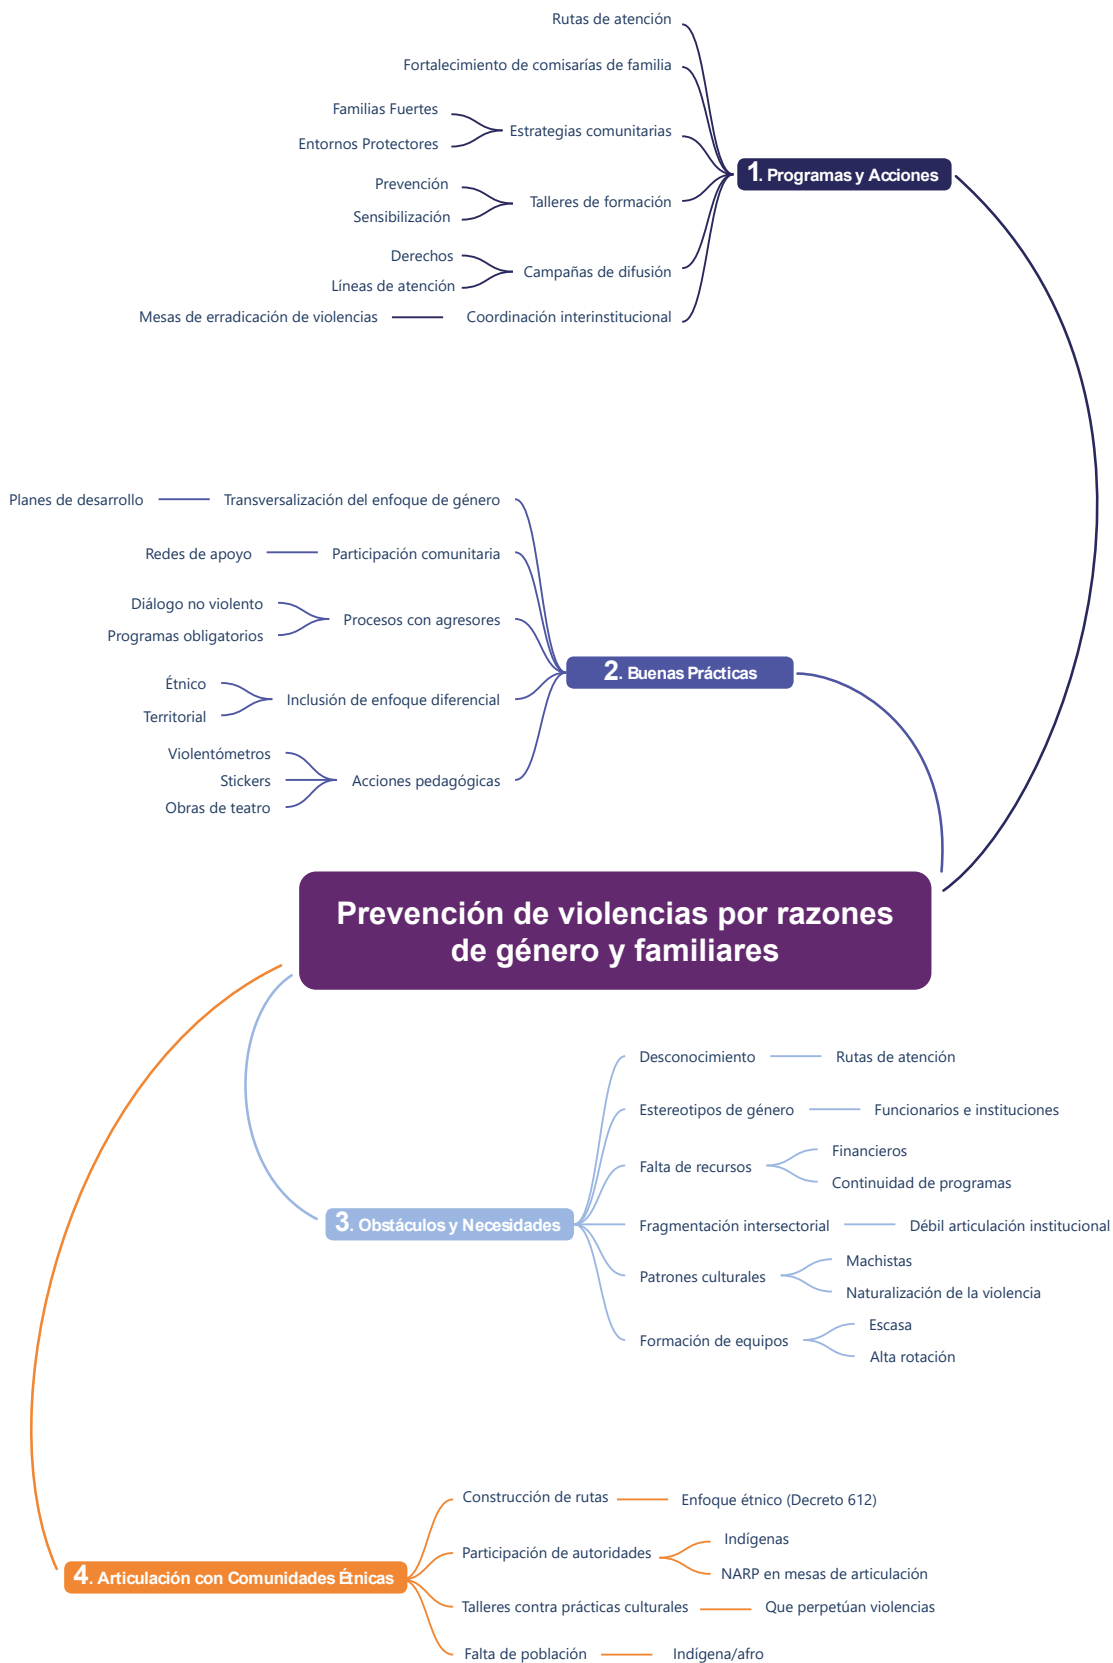 Rutas de atención
Fortalecimiento de comisarías de familia
Familias Fuertes
Entornos Protectores
Estrategias comunitarias
Prevención
Sensibilización
Talleres de formación
Derechos
Líneas de atención
Campañas de difusión
Mesas de erradicación de violencias
Coordinación interinstitucional
1. Programas y Acciones
Planes de desarrollo
Transversalización del enfoque de género
Redes de apoyo
Participación comunitaria
Diálogo no violento
Programas obligatorios
Procesos con agresores
Étnico
Territorial
Inclusión de enfoque diferencial
Violentómetros
Stickers
Obras de teatro
Acciones pedagógicas
2. Buenas Prácticas
Prevención de violencias por razones
de género y familiares
3. Obstáculos y Necesidades
Desconocimiento
Rutas de atención
Estereotipos de género
Funcionarios e instituciones
Falta de recursos
Financieros
Continuidad de programas
Fragmentación intersectorial
Débil articulación institucional
Patrones culturales
Machistas
Naturalización de la violencia
Formación de equipos
Escasa
Alta rotación
4. Articulación con Comunidades Étnicas
Construcción de rutas
Enfoque étnico (Decreto 612)
Participación de autoridades
Indígenas
NARP en mesas de articulación
Talleres contra prácticas culturales
Que perpetúan violencias
Falta de población
Indígena/afro